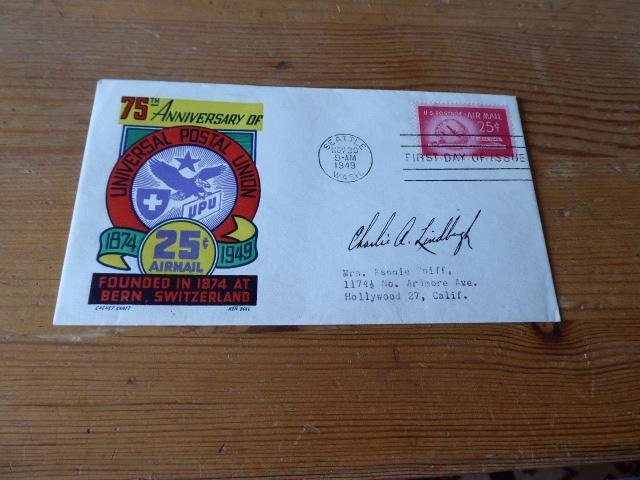 75TH ANNIVERSARY OF
UNIVERSAL POSTAL UNION
UPU
1874 1949
25¢
AIRMAIL
FOUNDED IN 1874 AT
BERN, SWITZERLAND
CACHET CRAFT KEN BOLL
SEATTLE
NOV 30
9-AM
1949
WASH.
U.S. POSTAGE-AIR MAIL
25¢
FIRST DAY OF ISSUE
Charlie A. Lindbergh
Mrs. Fannie
1174½ No. Ardmore Ave.
Hollywood 27, Calif.